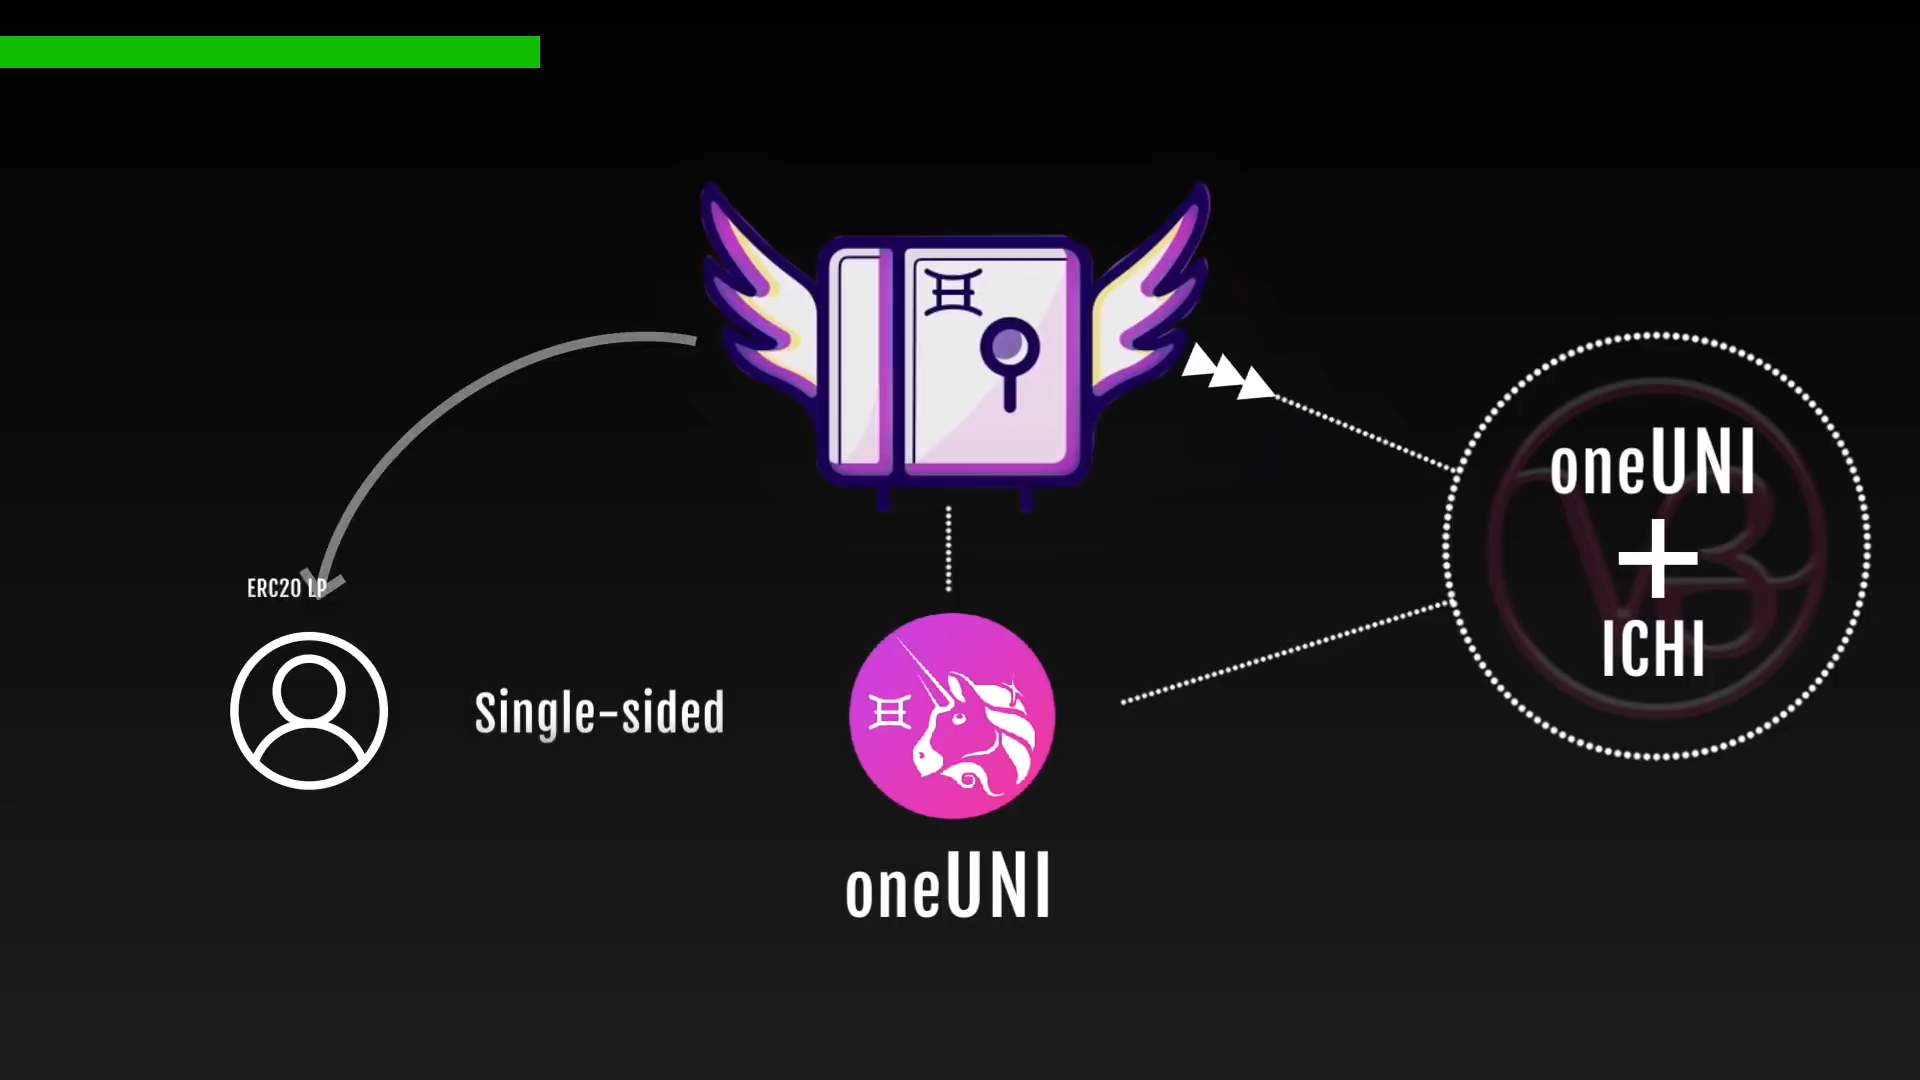 oneUNI
+
ICHI
ERC20 LP
Single-sided
oneUNI